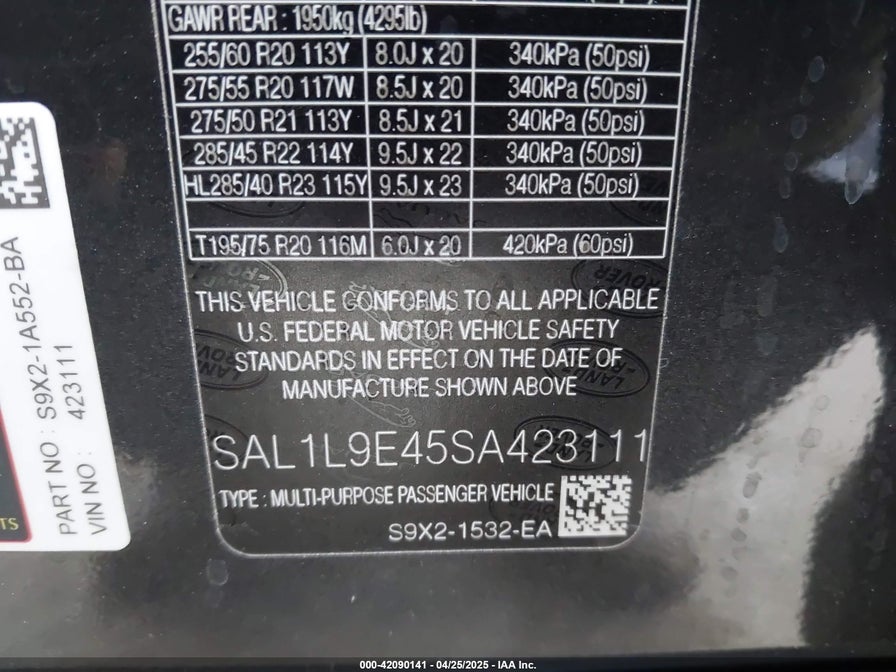 GAWR REAR : 1950kg (4295lb)
255/60 R20 113Y 8.0J x 20 340kPa (50psi)
275/55 R20 117W 8.5J x 20 340kPa (50psi)
275/50 R21 113Y 8.5J x 21 340kPa (50psi)
285/45 R22 114Y 9.5J x 22 340kPa (50psi)
HL285/40 R23 115Y 9.5J x 23 340kPa (50psi)
T195/75 R20 116M 6.0J x 20 420kPa (60psi)
THIS VEHICLE CONFORMS TO ALL APPLICABLE
U.S. FEDERAL MOTOR VEHICLE SAFETY
STANDARDS IN EFFECT ON THE DATE OF
MANUFACTURE SHOWN ABOVE
SAL1L9E45SA423111
TYPE : MULTI-PURPOSE PASSENGER VEHICLE
S9X2-1532-EA
PART NO : S9X2-1A552-BA
VIN NO : 423111
000-42090141 - 04/25/2025 - IAA Inc.